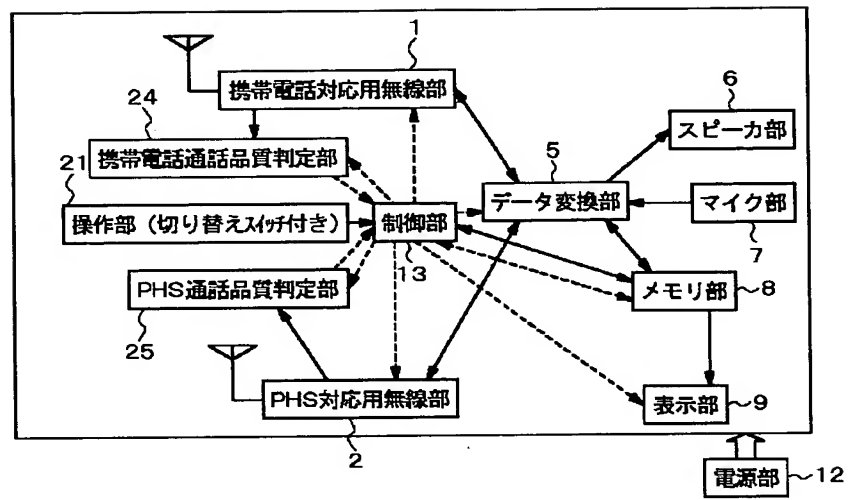 1
携帯電話対応用無線部
24
携帯電話通話品質判定部
6
スピーカ部
21
5
操作部（切り替えスイッチ付き）
制御部
データ変換部
マイク部
13
7
PHS通話品質判定部
メモリ部
8
25
PHS対応用無線部
表示部
9
2
電源部
12